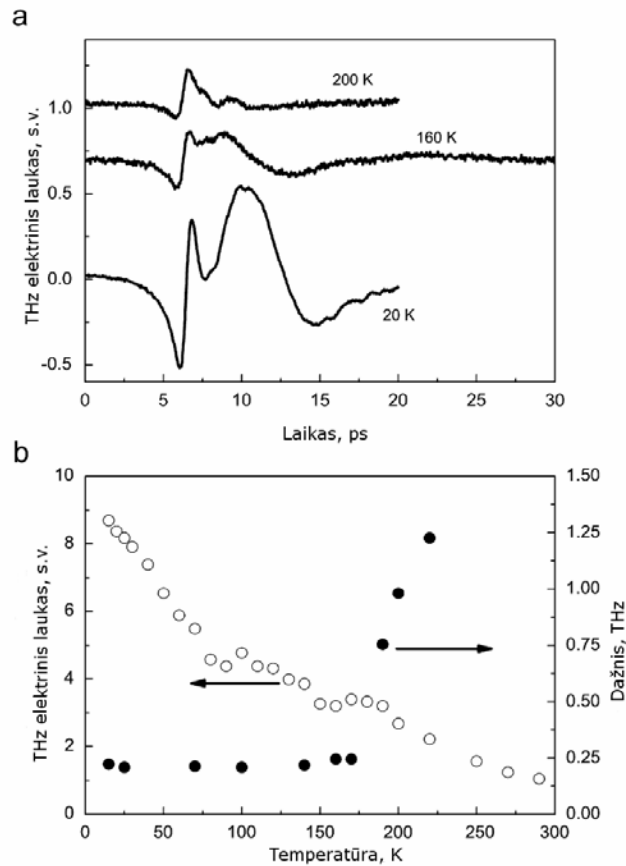 a
THz elektrinis laukas, s.v.
1.0
0.5
0.0
-0.5
200 K
160 K
20 K
0 5 10 15 20 25 30
Laikas, ps
b
THz elektrinis laukas, s.v.
10
8
6
4
2
0
1.50
1.25
1.00
0.75
0.50
0.25
0.00
Dažnis, THz
0 50 100 150 200 250 300
Temperatūra, K